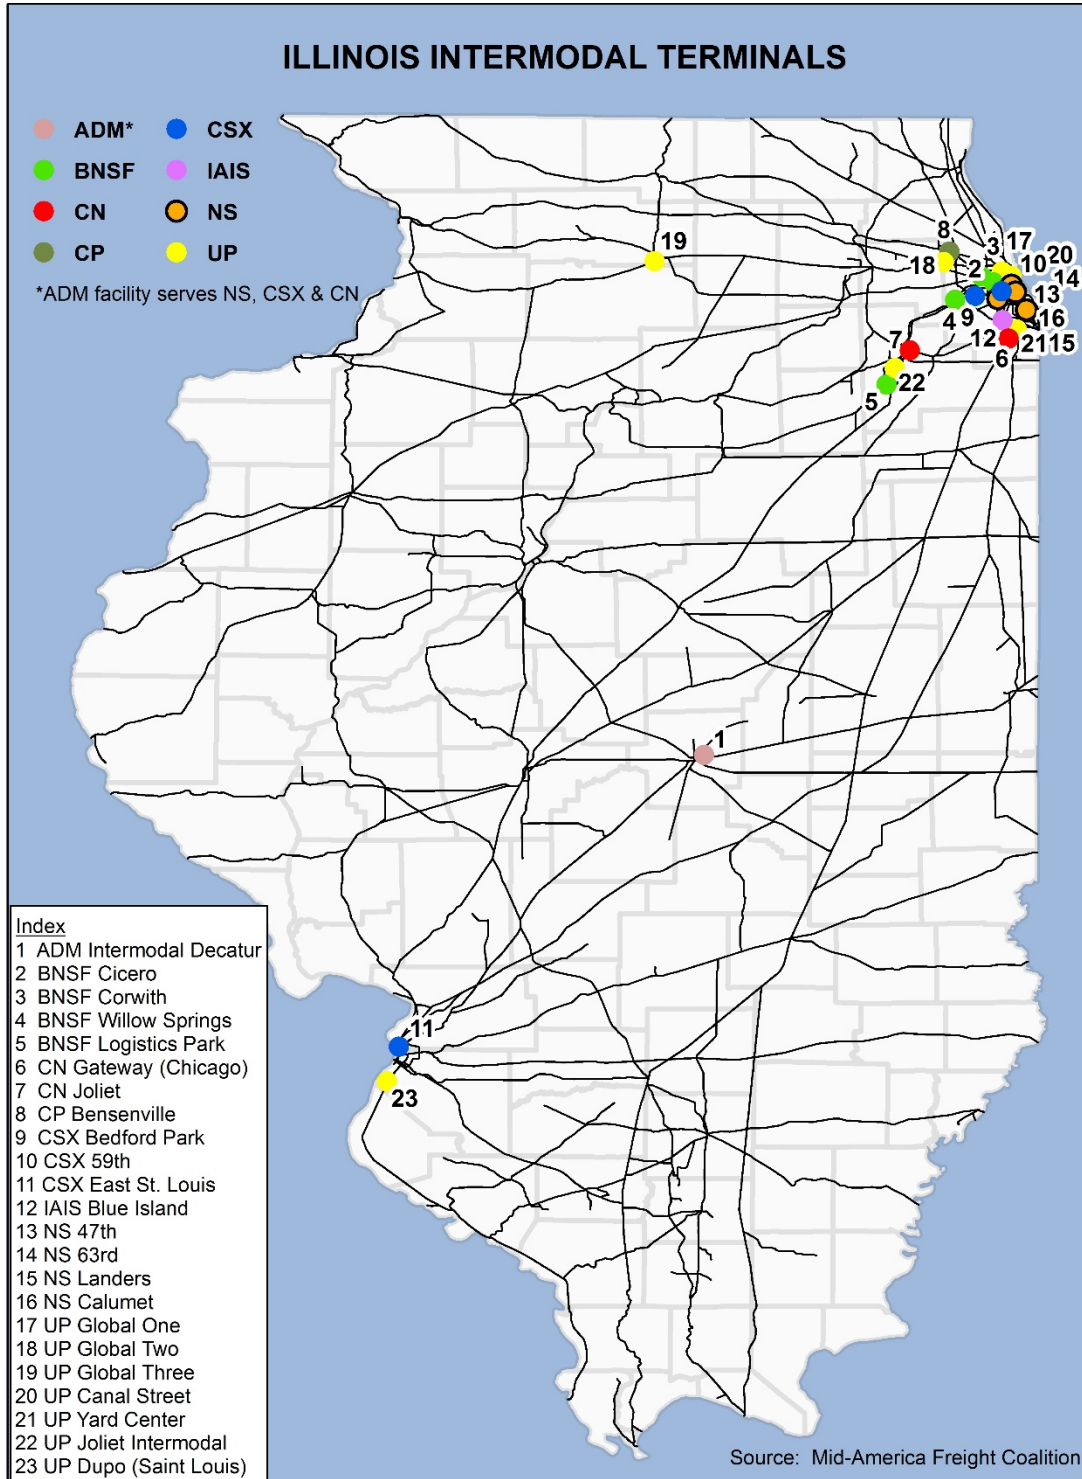 ILLINOIS INTERMODAL TERMINALS
ADM* CSX
BNSF IAIS
CN NS
CP UP
*ADM facility serves NS, CSX & CN
8
3
17
19
18
2
10
20
14
13
4
9
12
16
7
6
21
15
22
5
1
11
23
Index
1 ADM Intermodal Decatur
2 BNSF Cicero
3 BNSF Corwith
4 BNSF Willow Springs
5 BNSF Logistics Park
6 CN Gateway (Chicago)
7 CN Joliet
8 CP Bensenville
9 CSX Bedford Park
10 CSX 59th
11 CSX East St. Louis
12 IAIS Blue Island
13 NS 47th
14 NS 63rd
15 NS Landers
16 NS Calumet
17 UP Global One
18 UP Global Two
19 UP Global Three
20 UP Canal Street
21 UP Yard Center
22 UP Joliet Intermodal
23 UP Dupo (Saint Louis)
Source: Mid-America Freight Coalition